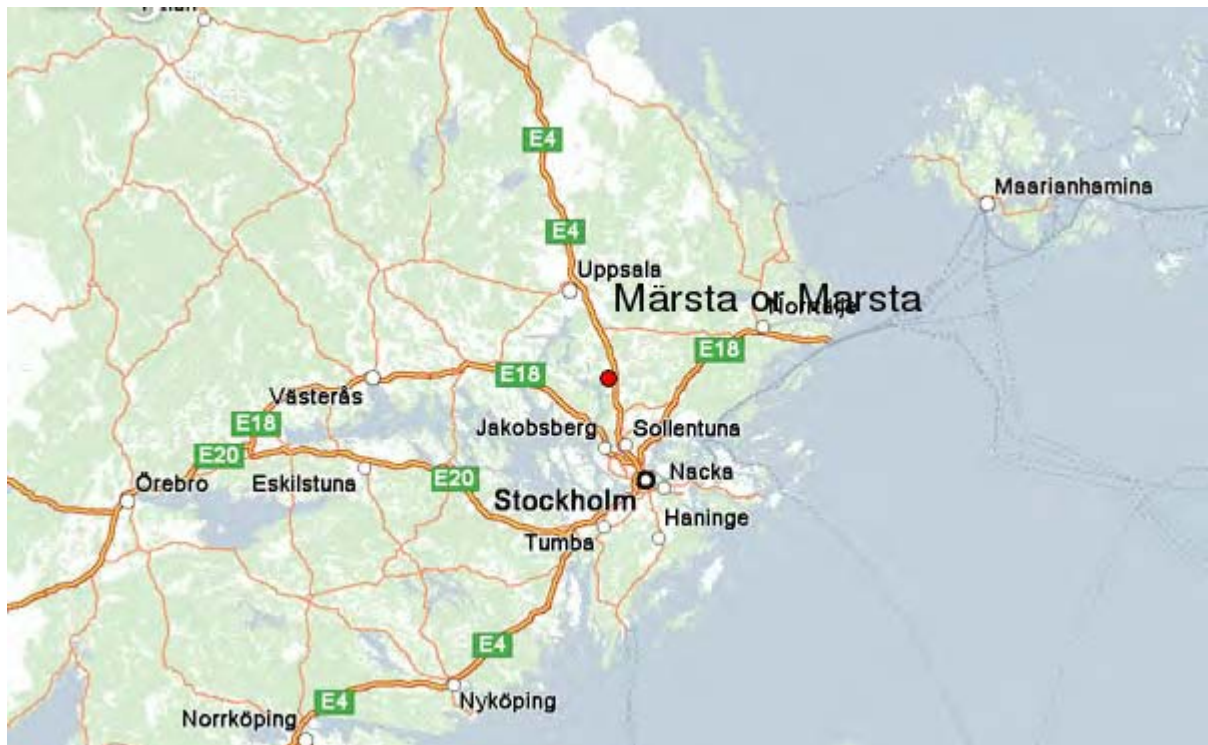 E4
Maarianhamina
E4
Uppsala
Märsta or Marsta
Norrtälje
E18
E18
Västerås
E18
Jakobsberg
Sollentuna
E20
Örebro
Eskilstuna
E20
Nacka
Stockholm
Haninge
Tumba
E4
Nyköping
E4
Norrköping